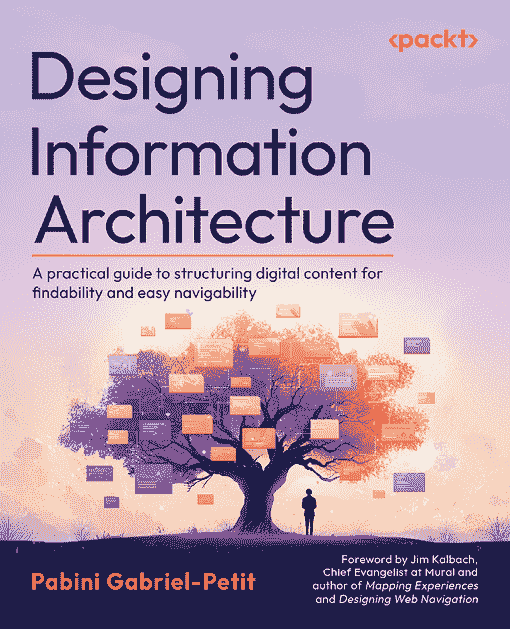 <packt>
Designing
Information
Architecture
A practical guide to structuring digital content for
findability and easy navigability
Pabini Gabriel-Petit
Foreword by Jim Kalbach,
Chief Evangelist at Mural and
author of Mapping Experiences
and Designing Web Navigation